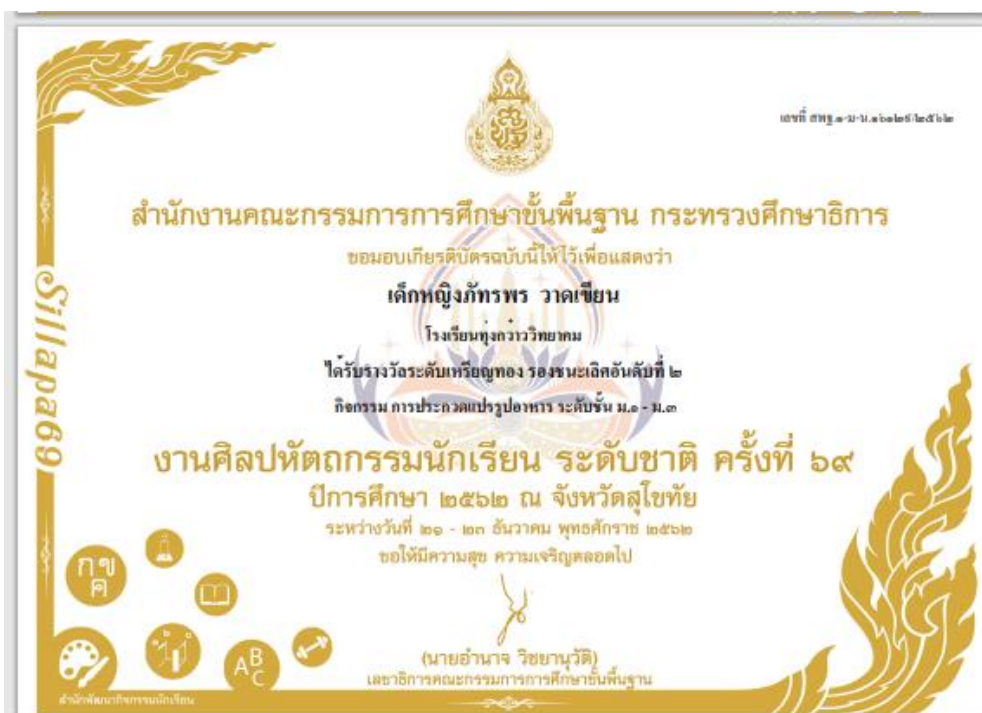 เลขที่ สพฐ.๑-ม-น.
สำนักงานคณะกรรมการการศึกษาขั้นพื้นฐาน กระทรวงศึกษาธิการ
ขอมอบเกียรติบัตรฉบับนี้ให้ไว้เพื่อแสดงว่า
เด็กหญิงภัทรพร วาดเขียน
โรงเรียนทุ่งกว๋าววิทยาคม
ได้รับรางวัลระดับเหรียญทอง รองชนะเลิศอันดับที่ ๒
กิจกรรม การประกวดแปรรูปอาหาร ระดับชั้น ม.๑ - ม.๓
งานศิลปหัตถกรรมนักเรียน ระดับชาติ ครั้งที่ ๖๙
ปีการศึกษา ๒๕๖๒ ณ จังหวัดสุโขทัย
ระหว่างวันที่ ๒๑ - ๒๓ ธันวาคม พุทธศักราช ๒๕๖๒
ขอให้มีความสุข ความเจริญตลอดไป
(นายอำนาจ วิชยานุวัติ)
เลขาธิการคณะกรรมการการศึกษาขั้นพื้นฐาน
Sillapa69
ก ข
ค
A B
C
สำนักพัฒนากิจกรรมนักเรียน